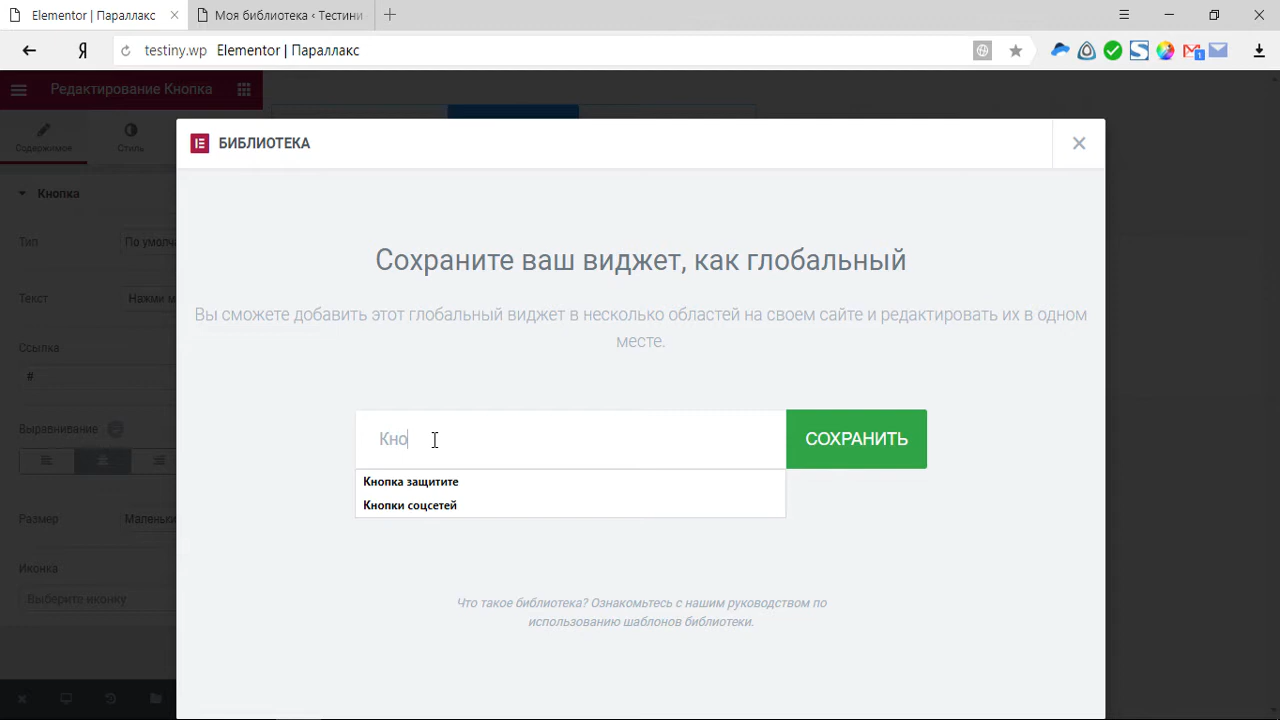 Elementor | Параллакс
Моя библиотека ‹ Тестини
Я
testiny.wp Elementor | Параллакс
1
Редактирование Кнопка
Содержимое
Стиль
БИБЛИОТЕКА
Кнопка
Тип
По умолча
Текст
Нажми м
Ссылка
#
Выравнивание
Размер
Маленьки
Иконка
Выберите иконку
Сохраните ваш виджет, как глобальный
Вы сможете добавить этот глобальный виджет в несколько областей на своем сайте и редактировать их в одном
месте.
Кно
СОХРАНИТЬ
Кнопка защитите
Кнопки соцсетей
Что такое библиотека? Ознакомьтесь с нашим руководством по
использованию шаблонов библиотеки.